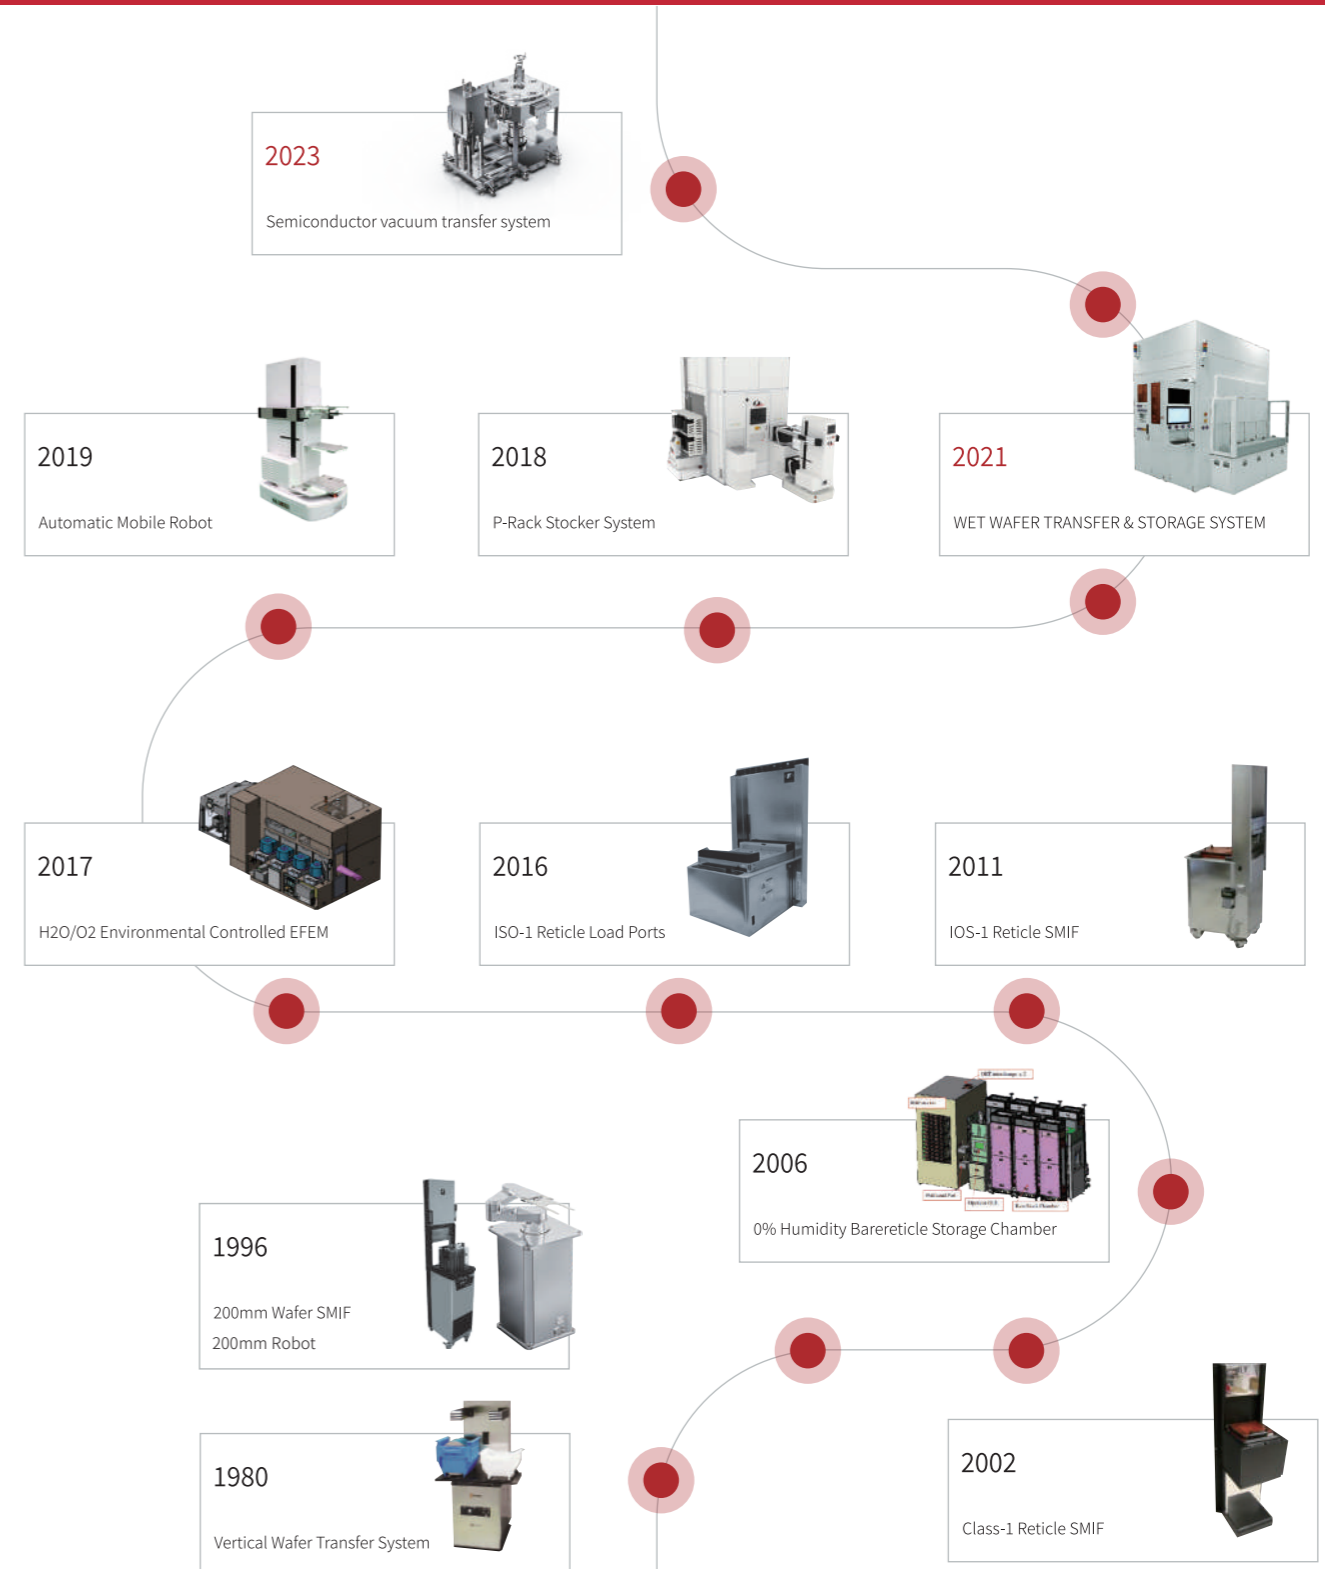 2023
Semiconductor vacuum transfer system
2019
Automatic Mobile Robot
2018
P-Rack Stocker System
2021
WET WAFER TRANSFER & STORAGE SYSTEM
2017
H2O/O2 Environmental Controlled EFEM
2016
ISO-1 Reticle Load Ports
2011
IOS-1 Reticle SMIF
2006
0% Humidity Barereticle Storage Chamber
1996
200mm Wafer SMIF
200mm Robot
1980
Vertical Wafer Transfer System
2002
Class-1 Reticle SMIF